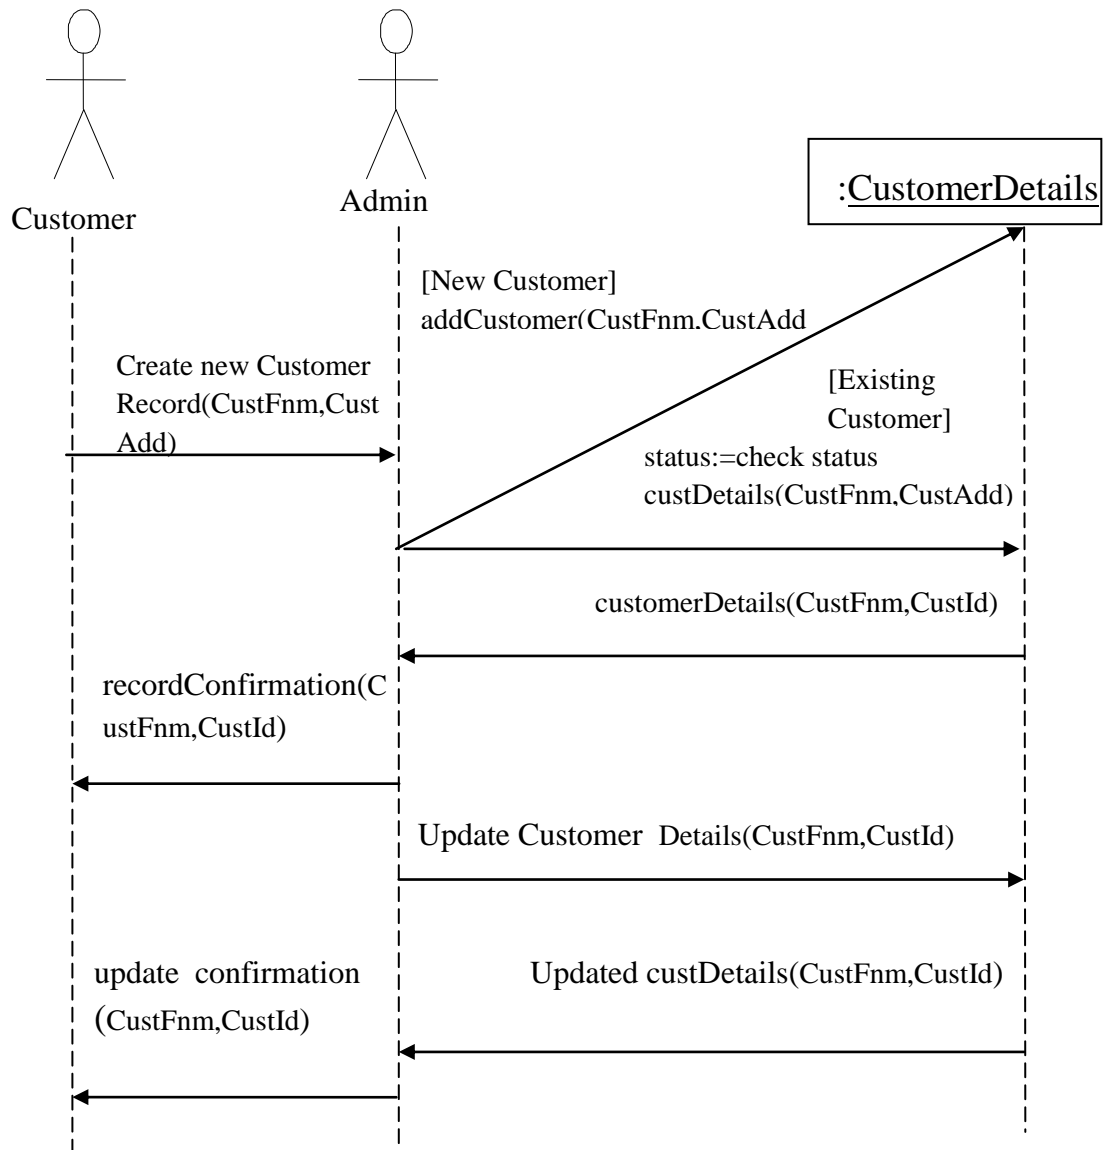 Customer
Admin
:CustomerDetails
[New Customer]
addCustomer(CustFnm,CustAdd
Create new Customer
Record(CustFnm,Cust
Add)
[Existing
Customer]
status:=check status
custDetails(CustFnm,CustAdd)
customerDetails(CustFnm,CustId)
recordConfirmation(C
ustFnm,CustId)
Update Customer Details(CustFnm,CustId)
update confirmation
(CustFnm,CustId)
Updated custDetails(CustFnm,CustId)